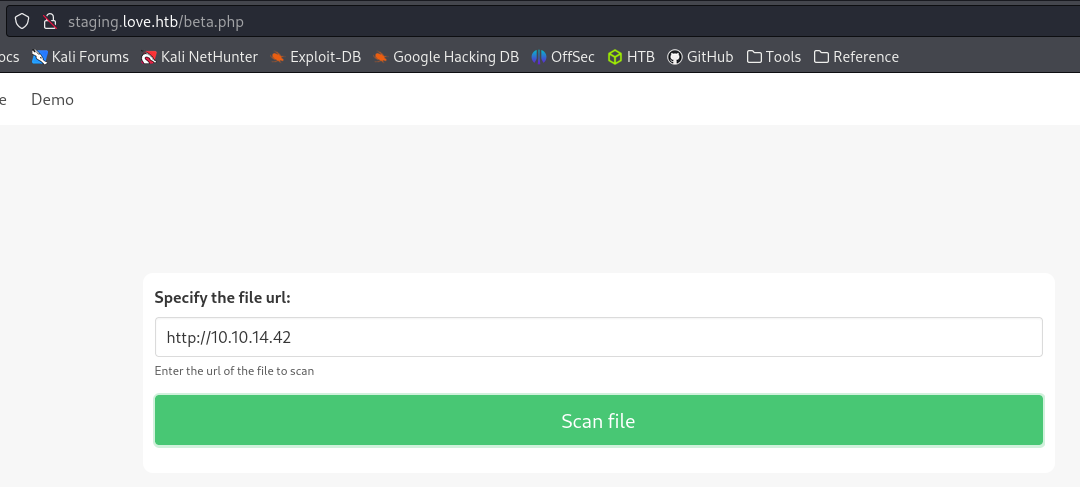 staging.love.htb/beta.php
ocs Kali Forums Kali NetHunter Exploit-DB Google Hacking DB OffSec HTB GitHub Tools Reference
e Demo
Specify the file url:
http://10.10.14.42
Enter the url of the file to scan
Scan file